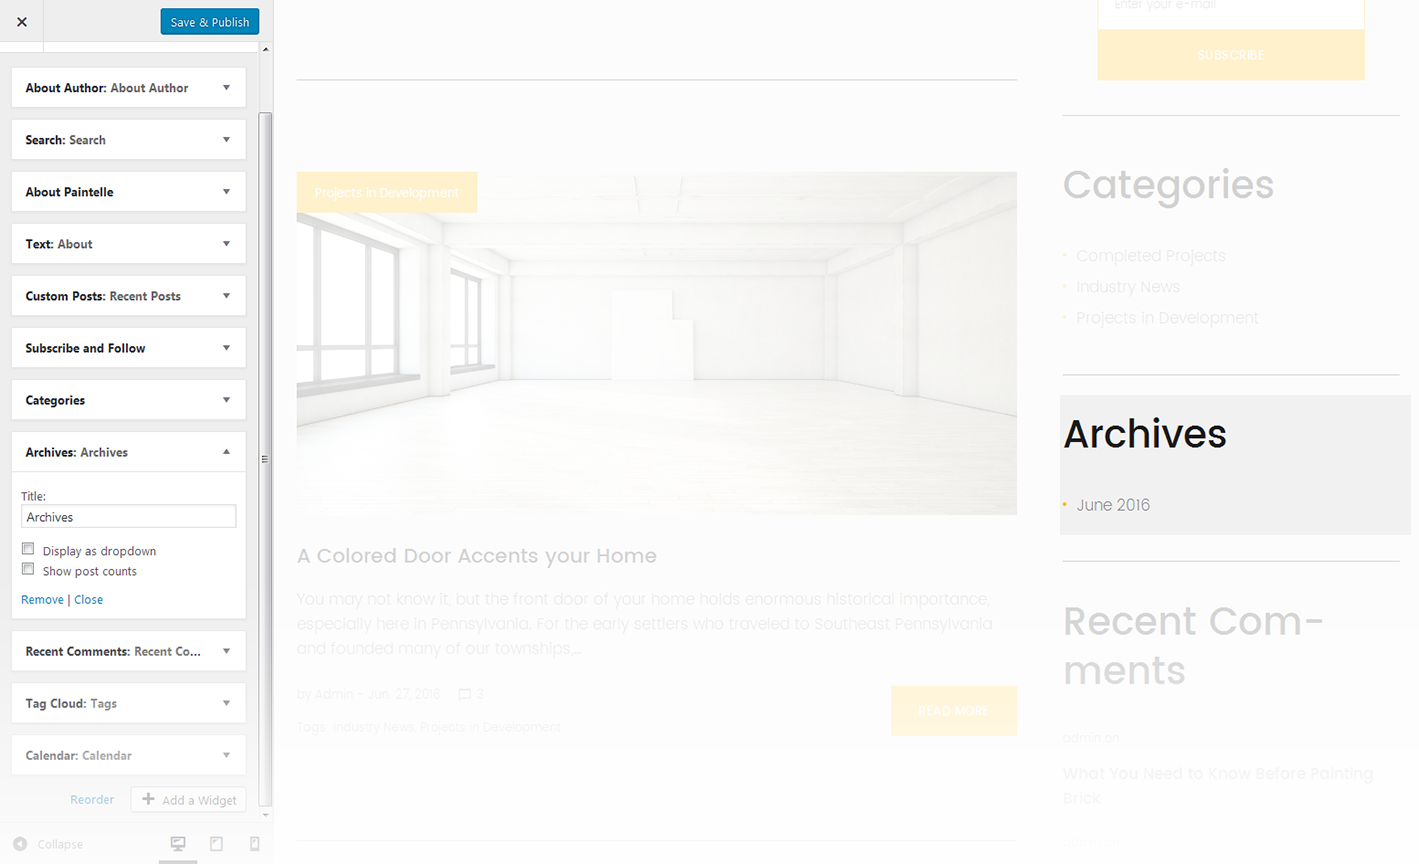 Save & Publish
About Author: About Author
Search: Search
About Paintelle
Text: About
Custom Posts: Recent Posts
Subscribe and Follow
Categories
Archives: Archives
Title:
Archives
Display as dropdown
Show post counts
Remove | Close
Recent Comments: Recent Co...
Tag Cloud: Tags
Calendar: Calendar
Reorder
Add a Widget
Collapse
Projects in Development
A Colored Door Accents your Home
You may not know it, but the front door of your home holds enormous historical importance,
especially here in Pennsylvania. For the early settlers who traveled to Southeast Pennsylvania
and founded many of our townships,...
by Admin - Jun, 27, 2016 3
Tags: Industry News, Projects in Development
READ MORE
Enter your e-mail
SUBSCRIBE
Categories
Completed Projects
Industry News
Projects in Development
Archives
June 2016
Recent Com-
ments
admin on
What You Need to Know Before Painting
Brick